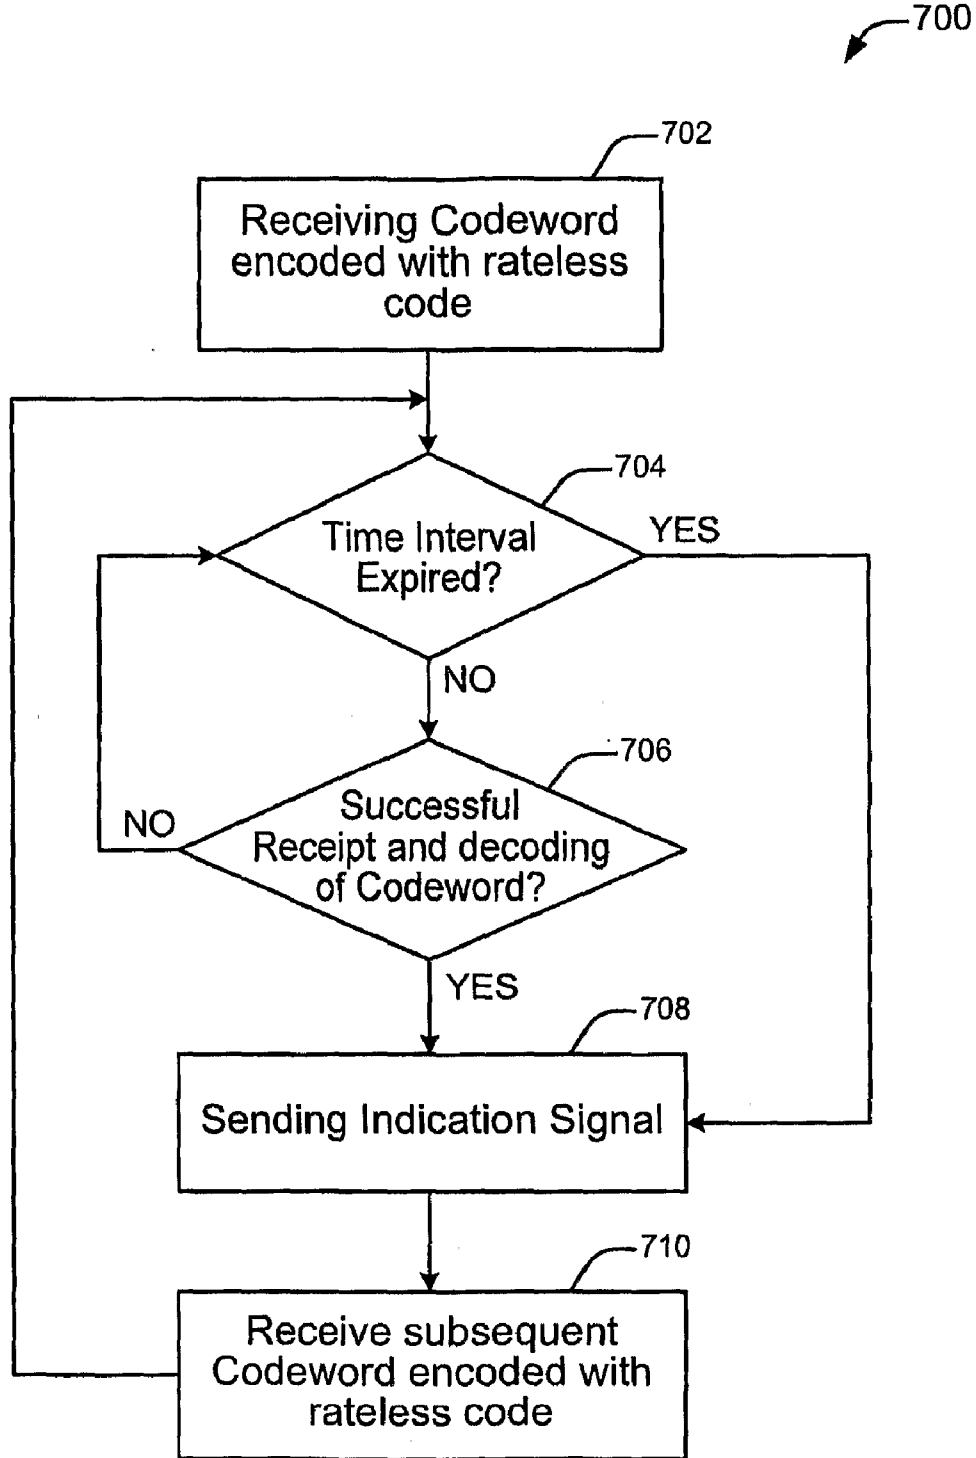 700
702
Receiving Codeword
encoded with rateless
code
704
Time Interval
Expired?
YES
NO
706
Successful
Receipt and decoding
of Codeword?
NO
YES
708
Sending Indication Signal
710
Receive subsequent
Codeword encoded with
rateless code